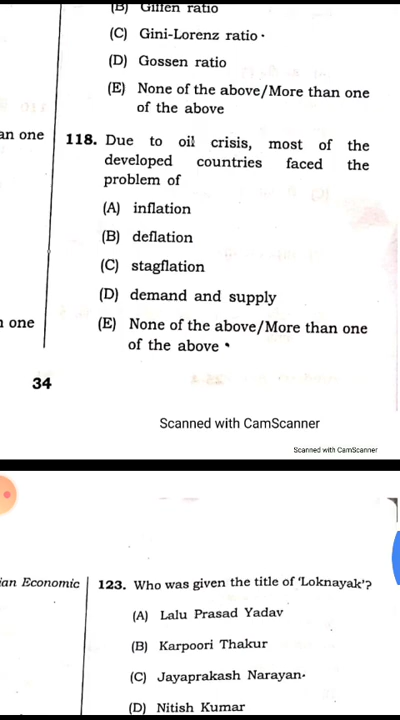 (B) Giffen ratio
(C) Gini-Lorenz ratio
(D) Gossen ratio
(E) None of the above/More than one
of the above
an one
118. Due to oil crisis, most of the
developed countries faced the
problem of
(A) inflation
(B) deflation
(C) stagflation
(D) demand and supply
one
(E) None of the above/More than one
of the above
34
Scanned with CamScanner
Scanned with CamScanner
ian Economic
123. Who was given the title of ‘Loknayak’?
(A) Lalu Prasad Yadav
(B) Karpoori Thakur
(C) Jayaprakash Narayan
(D) Nitish Kumar